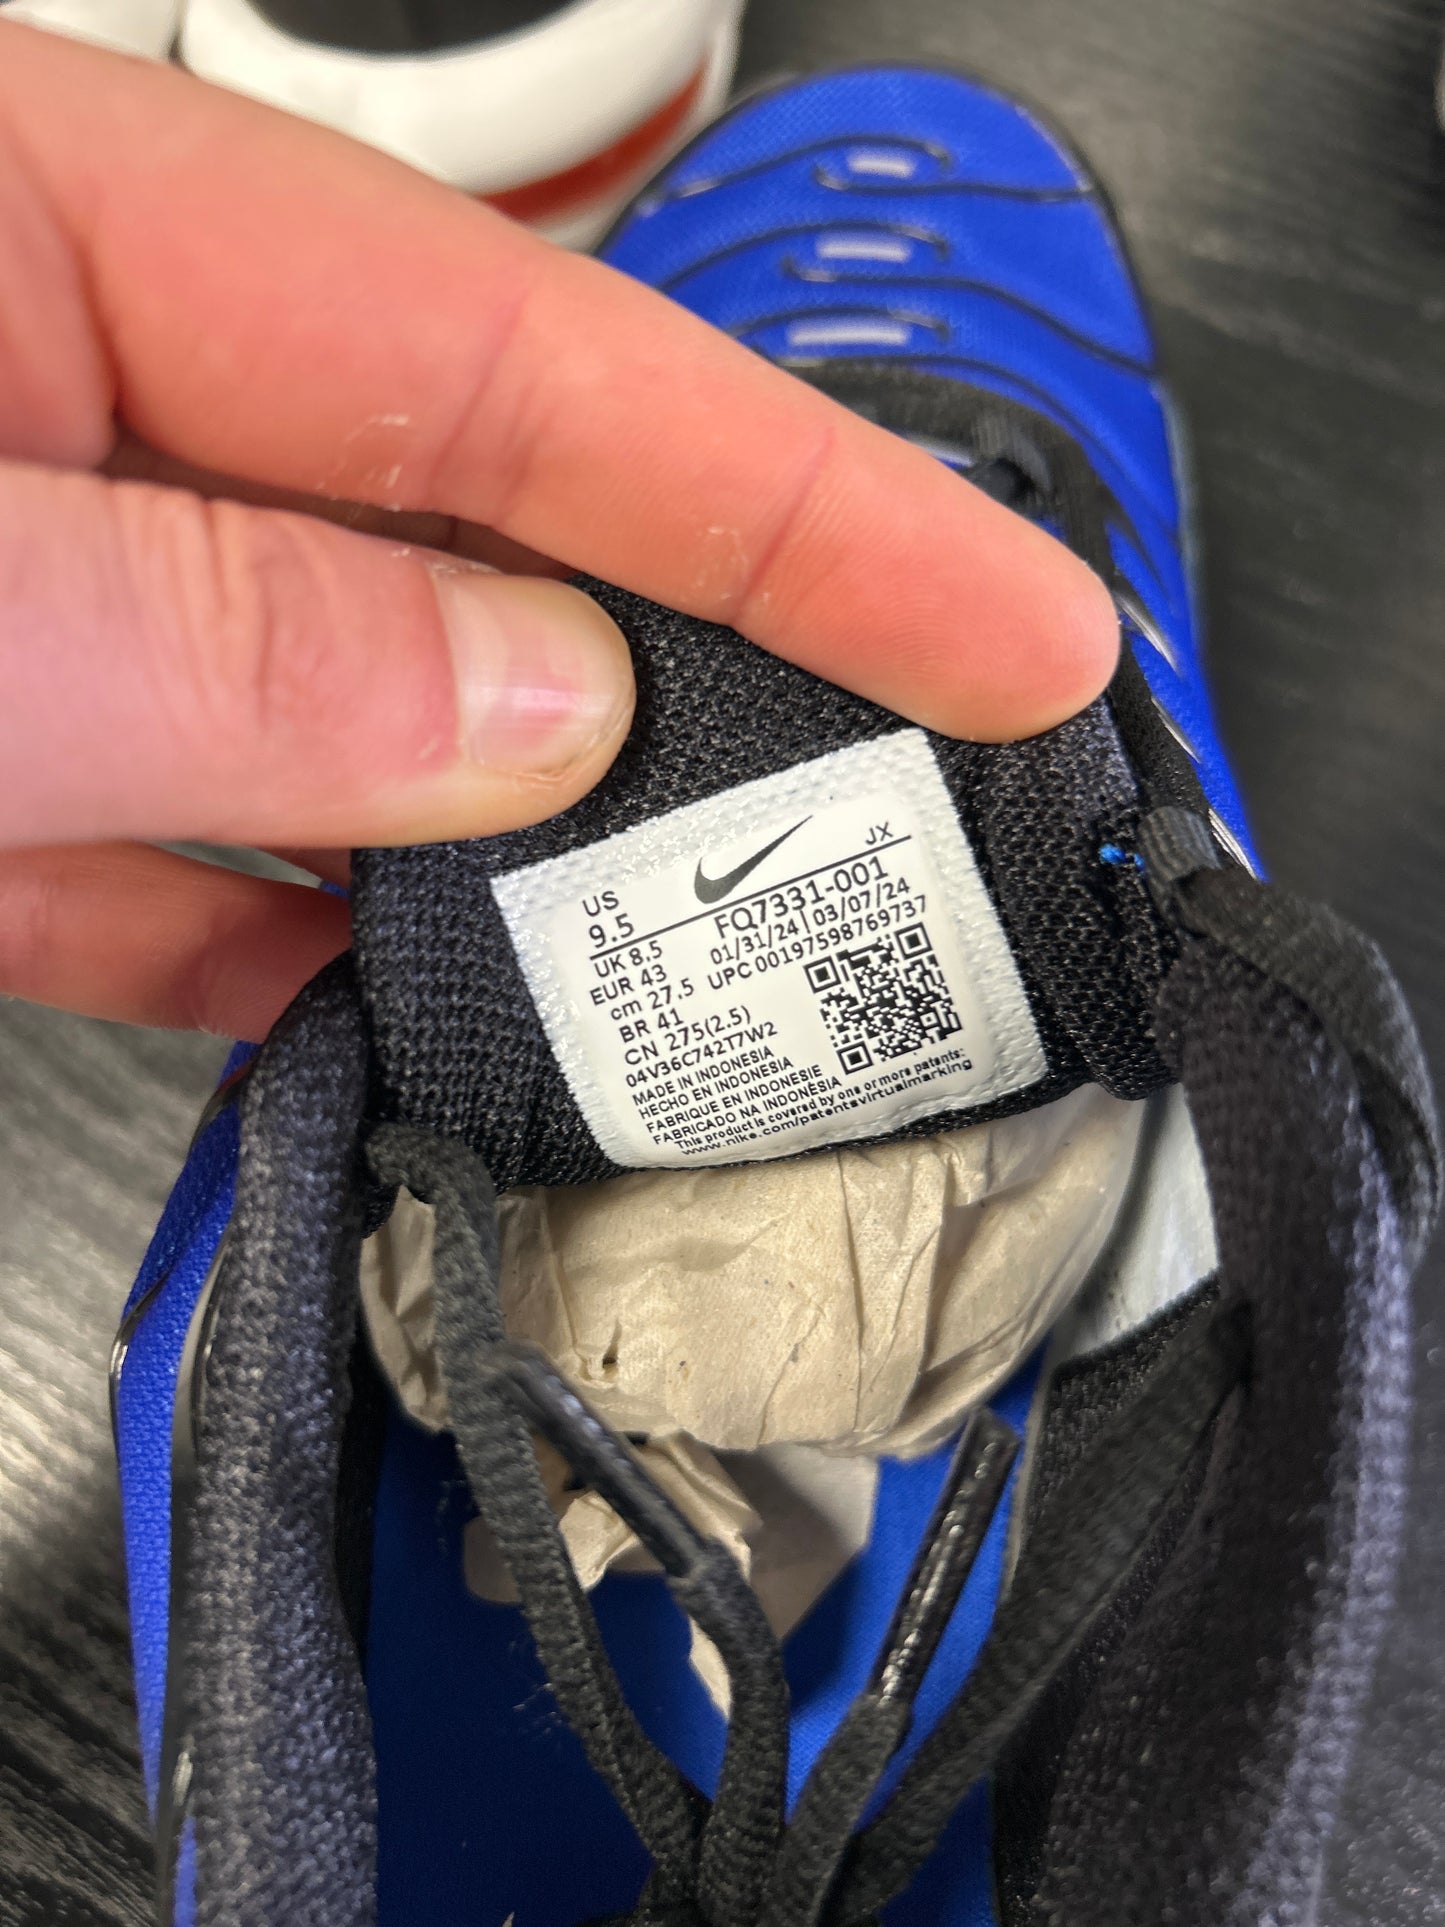 US
9.5
JX
FQ7331-001
UK 8.5
01/31/24 | 03/07/24
EUR 43
UPC 00197598769737
cm 27.5
BR 41
CN 275(2.5)
04V36C742T7W2
MADE IN INDONESIA
HECHO EN INDONESIA
FABRIQUE EN INDONESIE
FABRICADO NA INDONÉSIA
This product is covered by one or more patents:
www.nike.com/patentsvirtualmarking